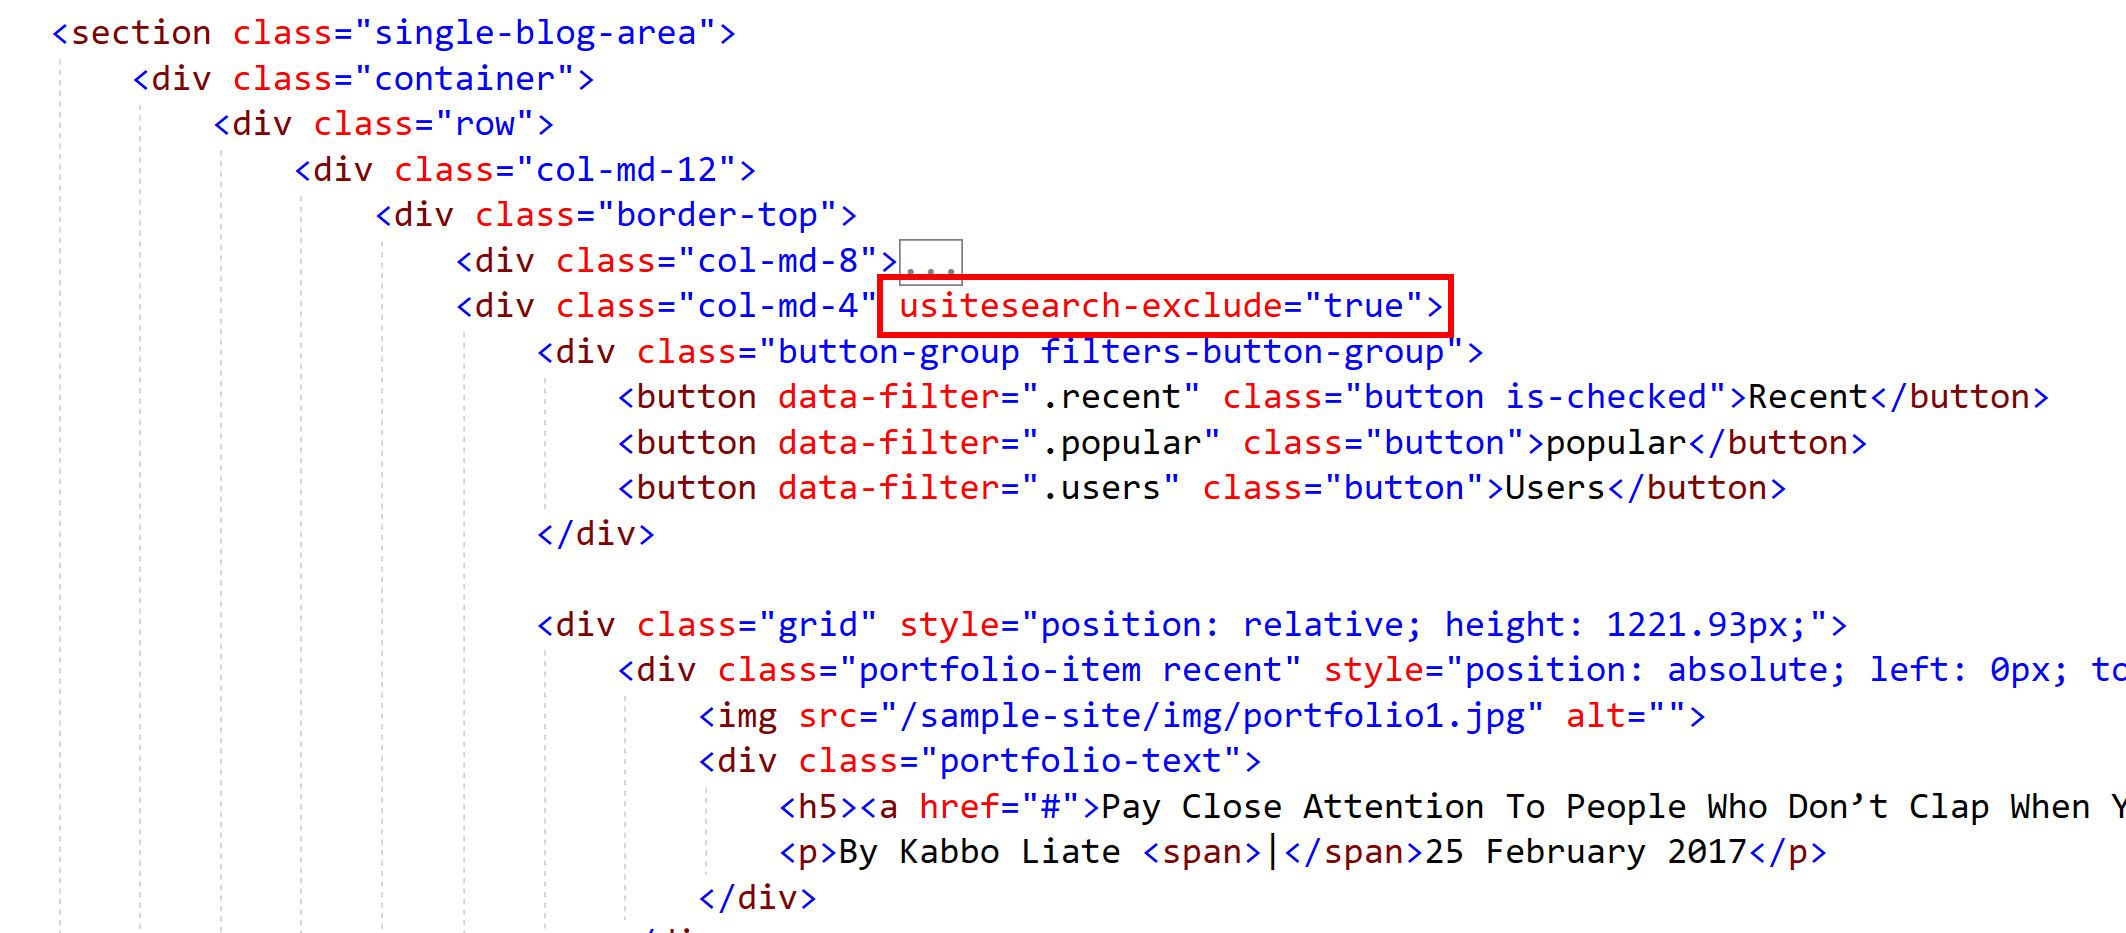 <section class="single-blog-area">
<div class="container">
<div class="row">
<div class="col-md-12">
<div class="border-top">
<div class="col-md-8">...
<div class="col-md-4" usitesearch-exclude="true">
<div class="button-group filters-button-group">
<button data-filter=".recent" class="button is-checked">Recent</button>
<button data-filter=".popular" class="button">popular</button>
<button data-filter=".users" class="button">Users</button>
</div>
<div class="grid" style="position: relative; height: 1221.93px;">
<div class="portfolio-item recent" style="position: absolute; left: 0px; to
<img src="/sample-site/img/portfolio1.jpg" alt="">
<div class="portfolio-text">
<h5><a href="#">Pay Close Attention To People Who Don’t Clap When Y
<p>By Kabbo Liate <span>|</span>25 February 2017</p>
</div>